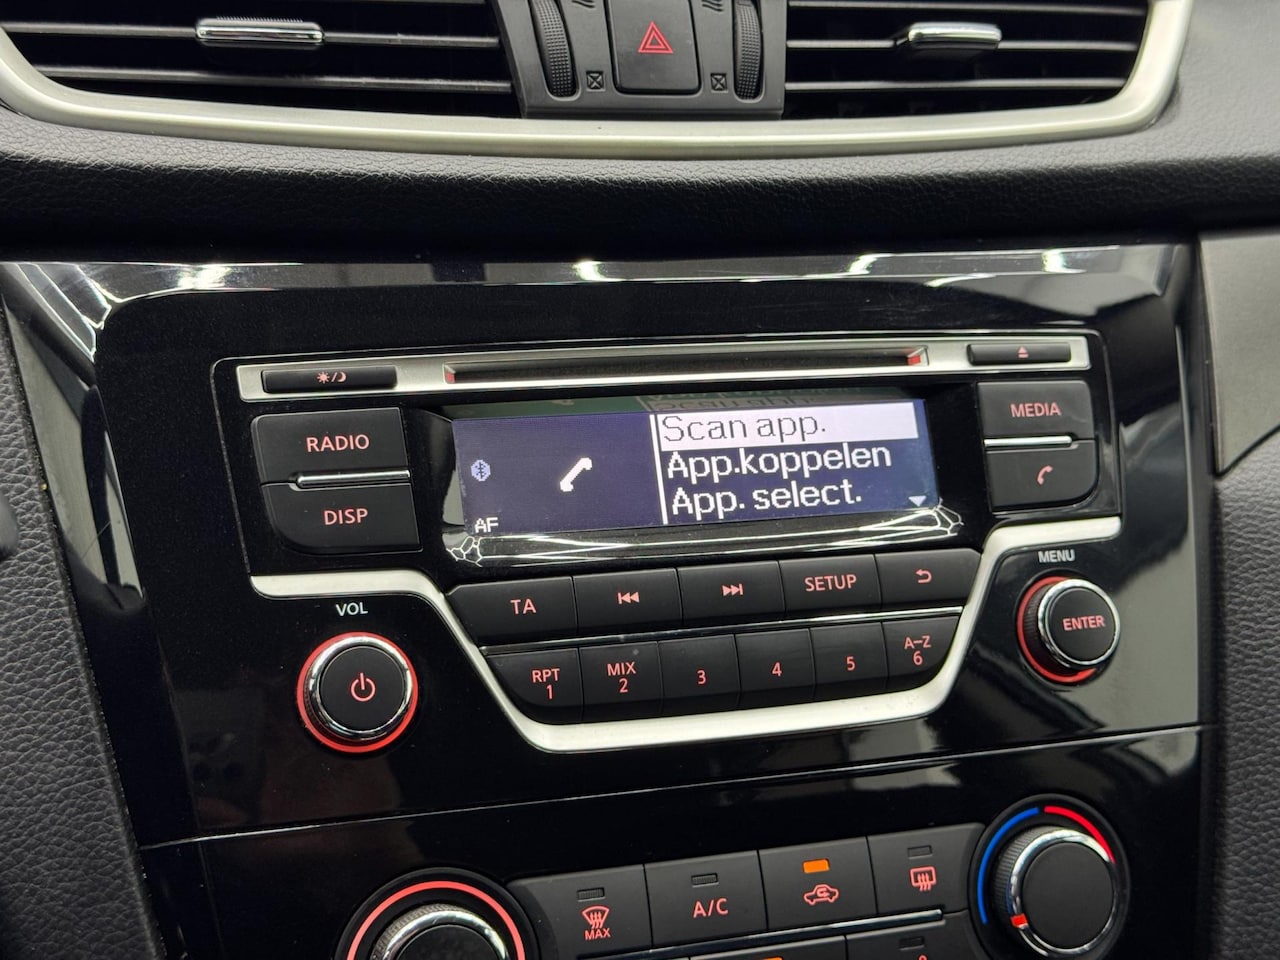 RADIO
DISP
Scan app.
App.koppelen
App. select.
AF
MEDIA
VOL
TA
SETUP
MENU
ENTER
RPT
1
MIX
2
3
4
5
A-Z
6
MAX
A/C